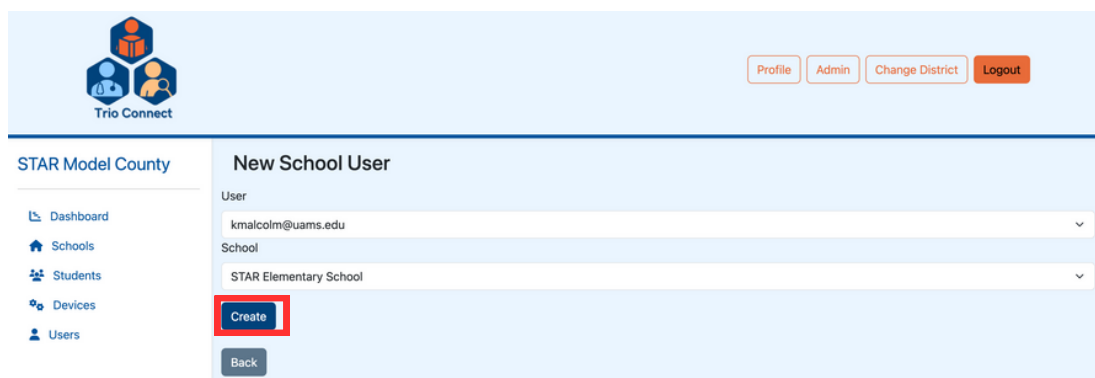 Trio Connect
Profile Admin Change District Logout
STAR Model County
Dashboard
Schools
Students
Devices
Users
New School User
User
kmalcolm@uams.edu
School
STAR Elementary School
Create
Back